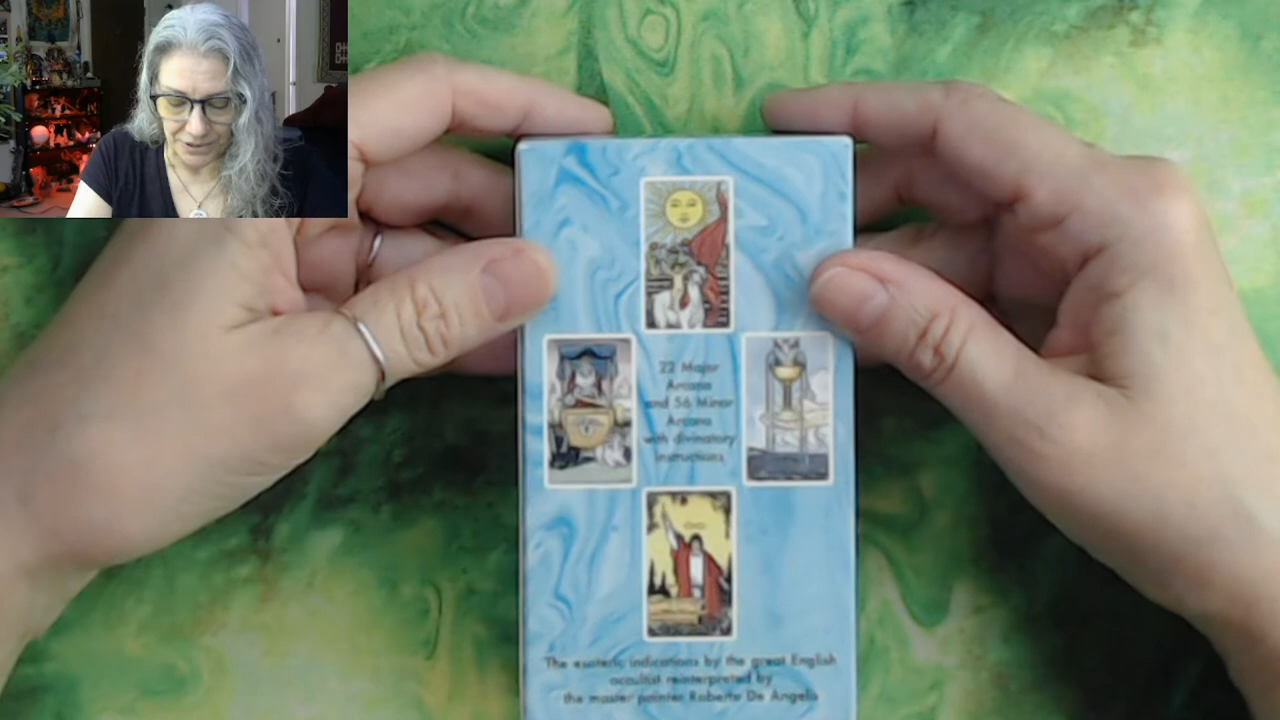 22 Major
Arcana
and 56 Minor
Arcana
with divinatory
instructions
The esoteric indications by the great English
occultist reinterpreted by
the master painter Roberto De Angelis